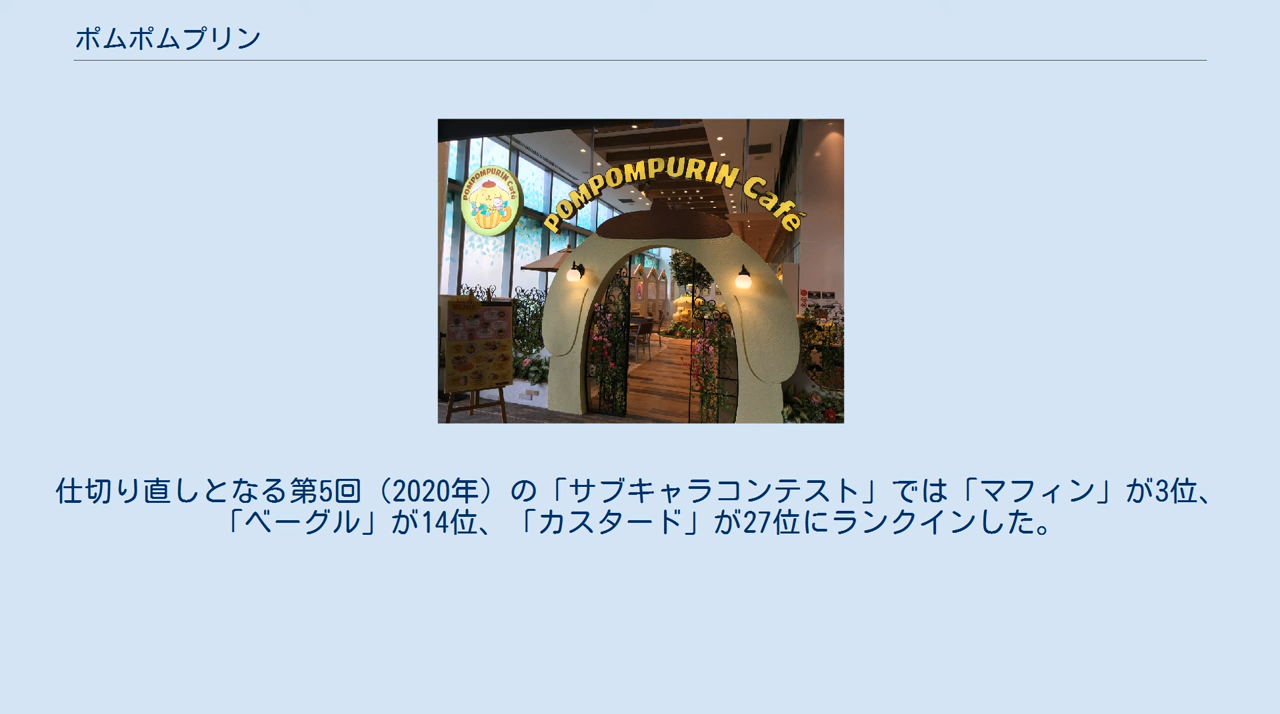 ポムポムプリン
POMPOMPURIN Café
POMPOMPURIN Café
仕切り直しとなる第5回（2020年）の「サブキャラコンテスト」では「マフィン」が3位、
「ベーグル」が14位、「カスタード」が27位にランクインした。